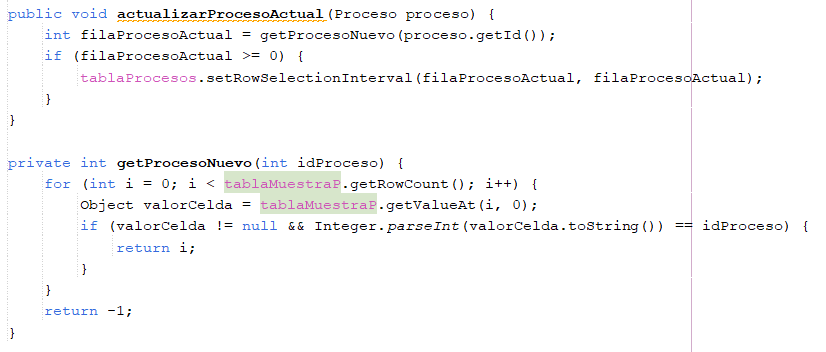 public void actualizarProcesoActual(Proceso proceso) {
    int filaProcesoActual = getProcesoNuevo(proceso.getId());
    if (filaProcesoActual >= 0) {
        tablaProcesos.setRowSelectionInterval(filaProcesoActual, filaProcesoActual);
    }
}

private int getProcesoNuevo(int idProceso) {
    for (int i = 0; i < tablaMuestraP.getRowCount(); i++) {
        Object valorCelda = tablaMuestraP.getValueAt(i, 0);
        if (valorCelda != null && Integer.parseInt(valorCelda.toString()) == idProceso) {
            return i;
        }
    }
    return -1;
}